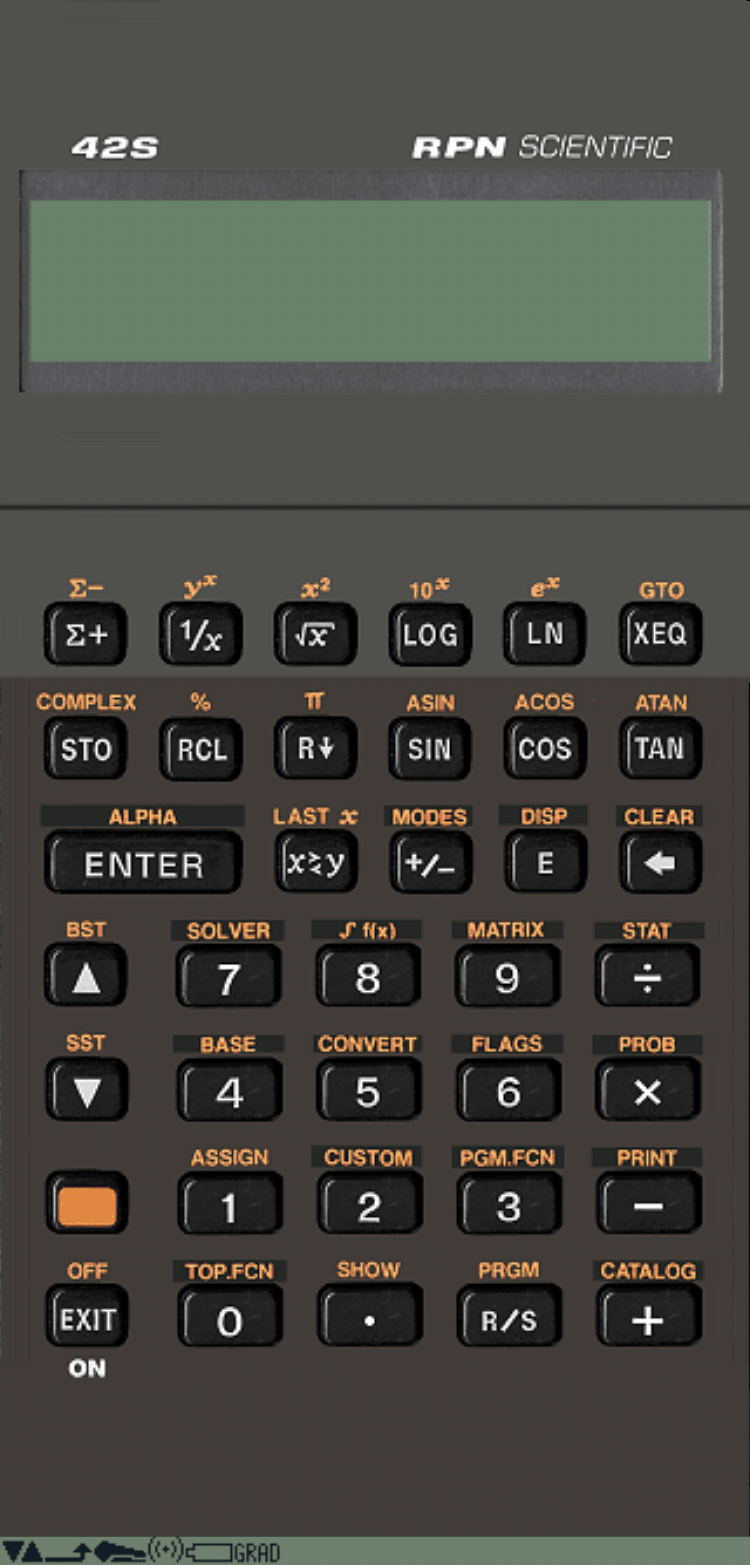 42S RPN SCIENTIFIC
Σ− yˣ x² 10ˣ eˣ GTO
Σ+ 1/x √x LOG LN XEQ
COMPLEX % π ASIN ACOS ATAN
STO RCL R↓ SIN COS TAN
ALPHA LAST x MODES DISP CLEAR
ENTER x≷y +/− E ←
BST SOLVER ∫ f(x) MATRIX STAT
▲ 7 8 9 ÷
SST BASE CONVERT FLAGS PROB
▼ 4 5 6 ×
ASSIGN CUSTOM PGM.FCN PRINT
1 2 3 −
OFF TOP.FCN SHOW PRGM CATALOG
EXIT 0 · R/S +
ON
▼▲ GRAD